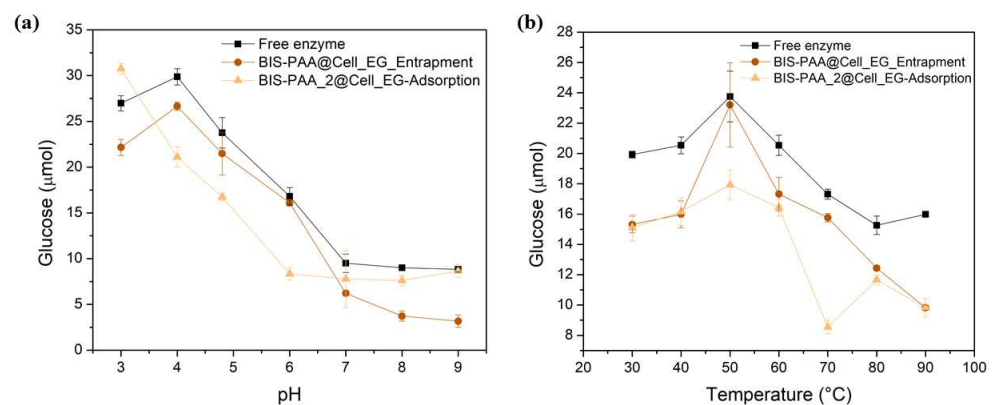 (a)
Free enzyme
BIS-PAA@Cell_EG_Entrapment
BIS-PAA_2@Cell_EG-Adsorption
35
30
25
20
15
10
5
0
Glucose (μmol)
3 4 5 6 7 8 9
pH
(b)
Free enzyme
BIS-PAA@Cell_EG_Entrapment
BIS-PAA_2@Cell_EG-Adsorption
28
26
24
22
20
18
16
14
12
10
8
Glucose (μmol)
20 30 40 50 60 70 80 90 100
Temperature (°C)